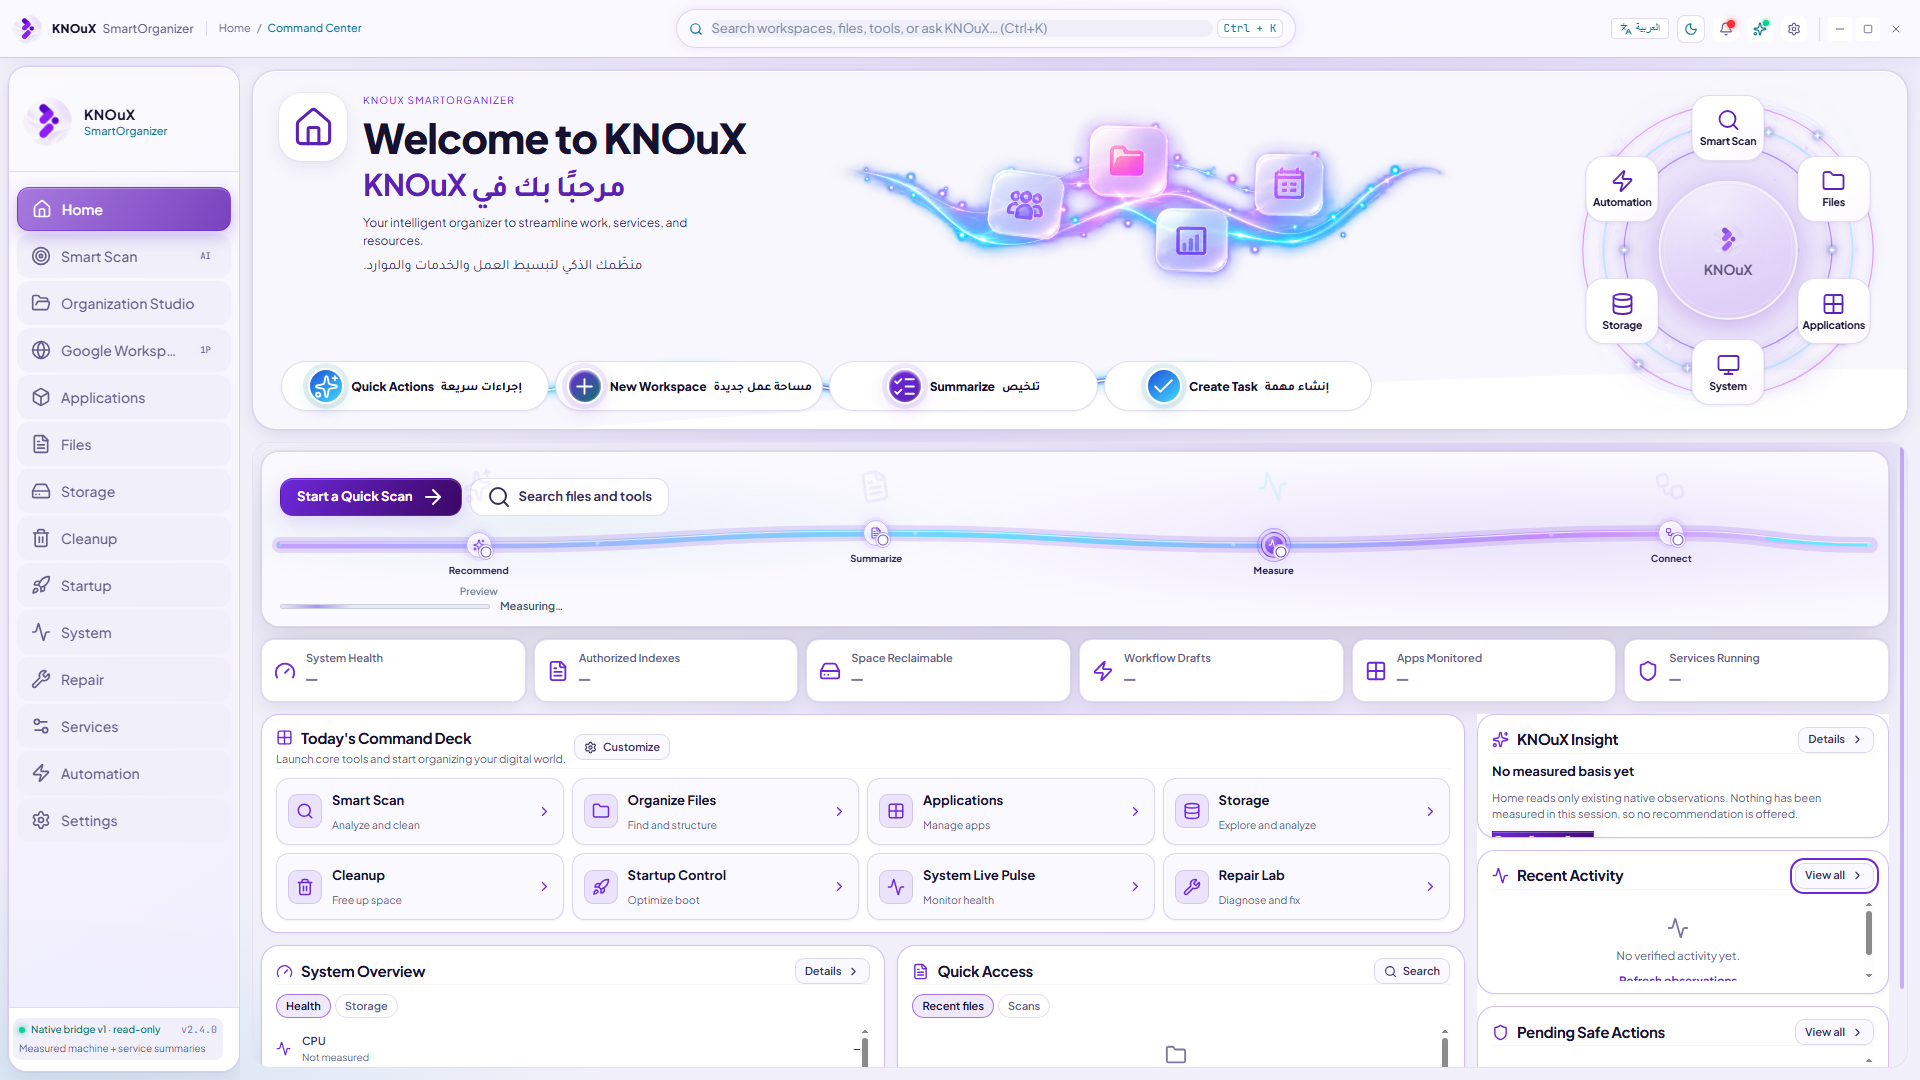 KNOuX SmartOrganizer
Home / Command Center
Search workspaces, files, tools, or ask KNOuX... (Ctrl+K)
Ctrl + K
العربية
KNOuX
SmartOrganizer
Home
Smart Scan AI
Organization Studio
Google Worksp... 1P
Applications
Files
Storage
Cleanup
Startup
System
Repair
Services
Automation
Settings
Native bridge v1 · read-only v2.4.0
Measured machine + service summaries
KNOUX SMARTORGANIZER
Welcome to KNOuX
مرحبًا بك في KNOuX
Your intelligent organizer to streamline work, services, and
resources.
منظّمك الذكي لتبسيط العمل والخدمات والموارد.
Smart Scan
Automation
Files
KNOuX
Storage
Applications
System
Quick Actions إجراءات سريعة
New Workspace مساحة عمل جديدة
Summarize تلخيص
Create Task إنشاء مهمة
Start a Quick Scan
Search files and tools
Recommend
Summarize
Measure
Connect
Preview
Measuring...
System Health
—
Authorized Indexes
—
Space Reclaimable
—
Workflow Drafts
—
Apps Monitored
—
Services Running
—
Today's Command Deck
Launch core tools and start organizing your digital world.
Customize
Smart Scan
Analyze and clean
Organize Files
Find and structure
Applications
Manage apps
Storage
Explore and analyze
Cleanup
Free up space
Startup Control
Optimize boot
System Live Pulse
Monitor health
Repair Lab
Diagnose and fix
KNOuX Insight
Details
No measured basis yet
Home reads only existing native observations. Nothing has been
measured in this session, so no recommendation is offered.
Recent Activity
View all
No verified activity yet.
Refresh observations
System Overview
Details
Health
Storage
CPU
Not measured
—
Quick Access
Search
Recent files
Scans
Pending Safe Actions
View all